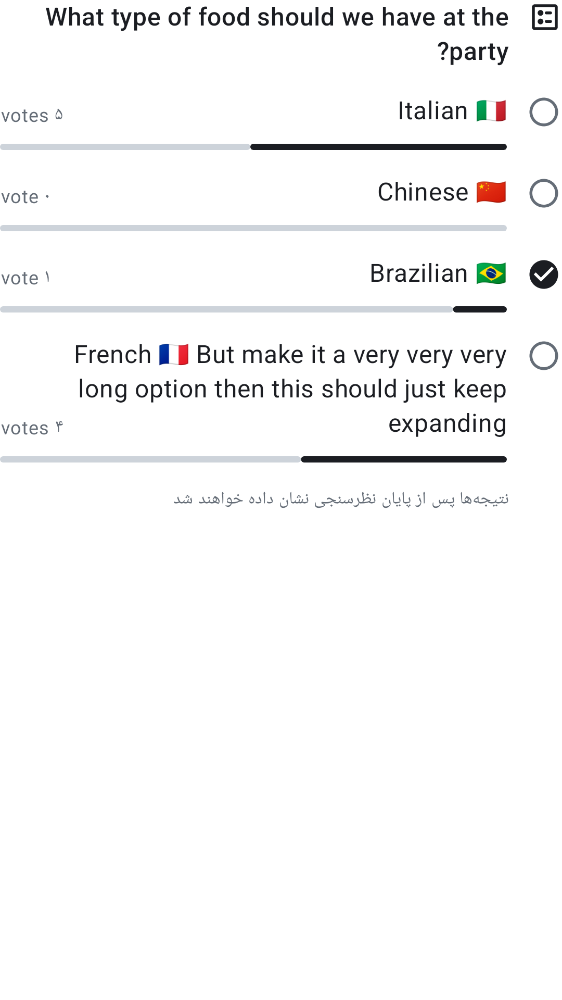 What type of food should we have at the
party?
Italian 🇮🇹
۵ votes
Chinese 🇨🇳
۰ vote
Brazilian 🇧🇷
۱ vote
French 🇫🇷 But make it a very very very
long option then this should just keep
expanding
۴ votes
نتیجه‌ها پس از پایان نظرسنجی نشان داده خواهند شد